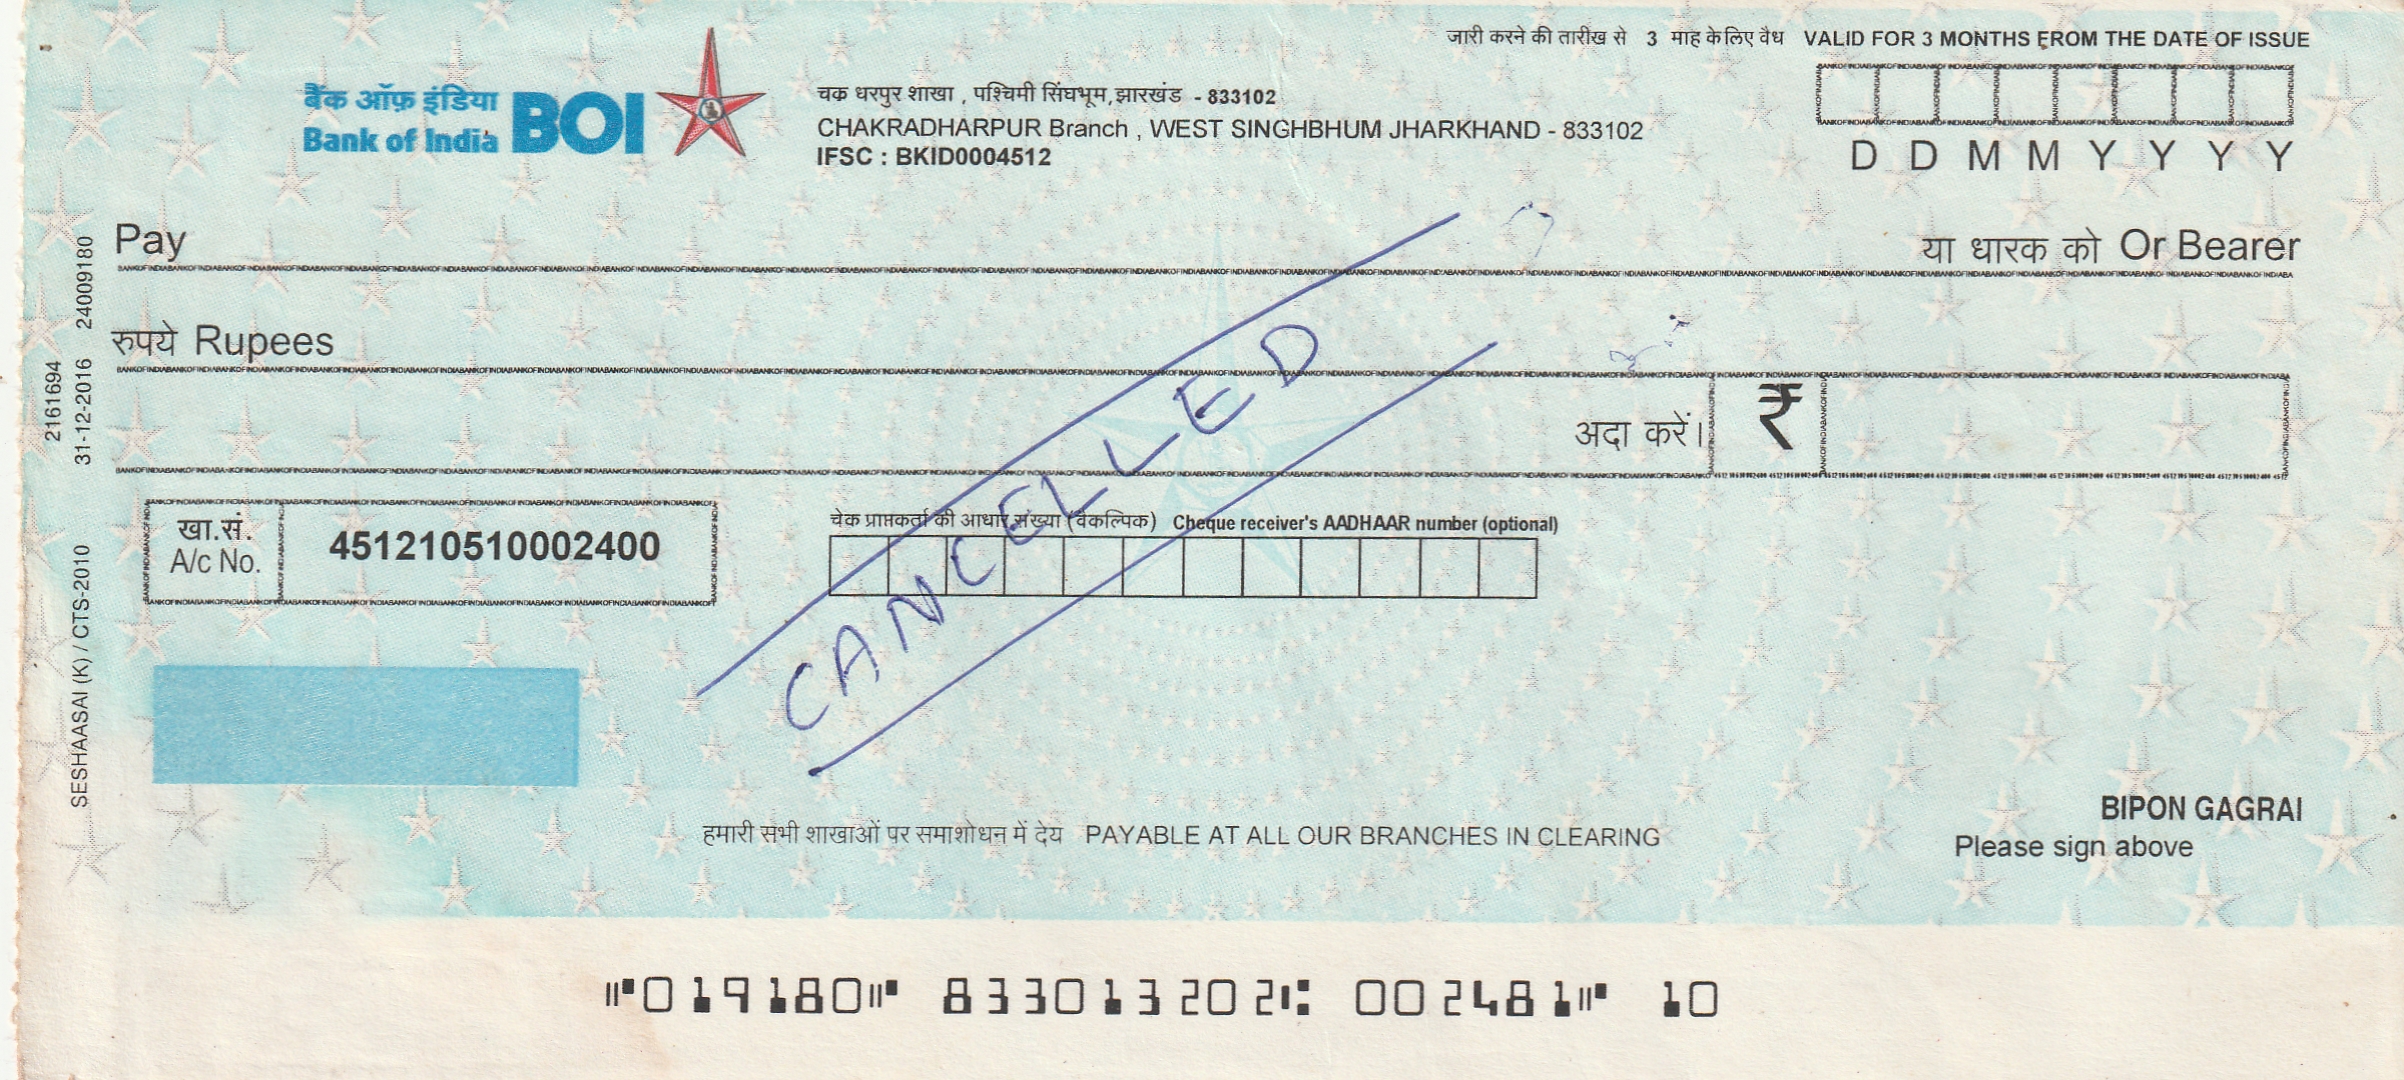 जारी करने की तारीख से 3 माह के लिए वैध VALID FOR 3 MONTHS FROM THE DATE OF ISSUE
बैंक ऑफ़ इंडिया
Bank of India BOI
चक्रधरपुर शाखा , पश्चिमी सिंघभूम,झारखंड - 833102
CHAKRADHARPUR Branch , WEST SINGHBHUM JHARKHAND - 833102
IFSC : BKID0004512
D D M M Y Y Y Y
Pay
या धारक को Or Bearer
रुपये Rupees
अदा करें। ₹
CANCELLED
खा.सं.
A/c No.
451210510002400
चेक प्राप्तकर्ता की आधार संख्या (वैकल्पिक) Cheque receiver's AADHAAR number (optional)
BIPON GAGRAI
Please sign above
हमारी सभी शाखाओं पर समाशोधन में देय PAYABLE AT ALL OUR BRANCHES IN CLEARING
2161694
SESHAASAI (K) / CTS-2010 31-12-2016 24009180
⑈019180⑈ 833013202⑆ 002481⑈ 10